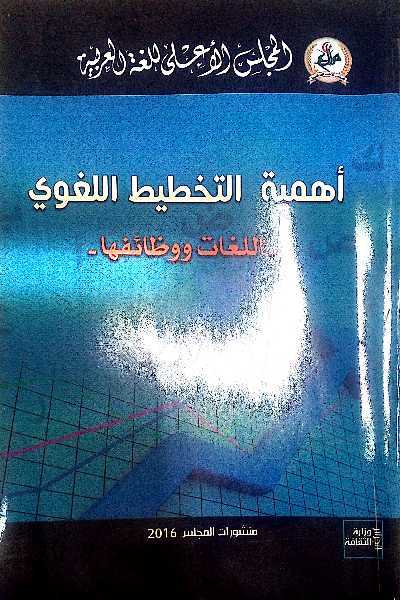 المجلس الأعلى للغة العربية
أهمية التخطيط اللغوي
- اللغات ووظائفها -
منشورات المجلس 2016
وزارة
الثقافة